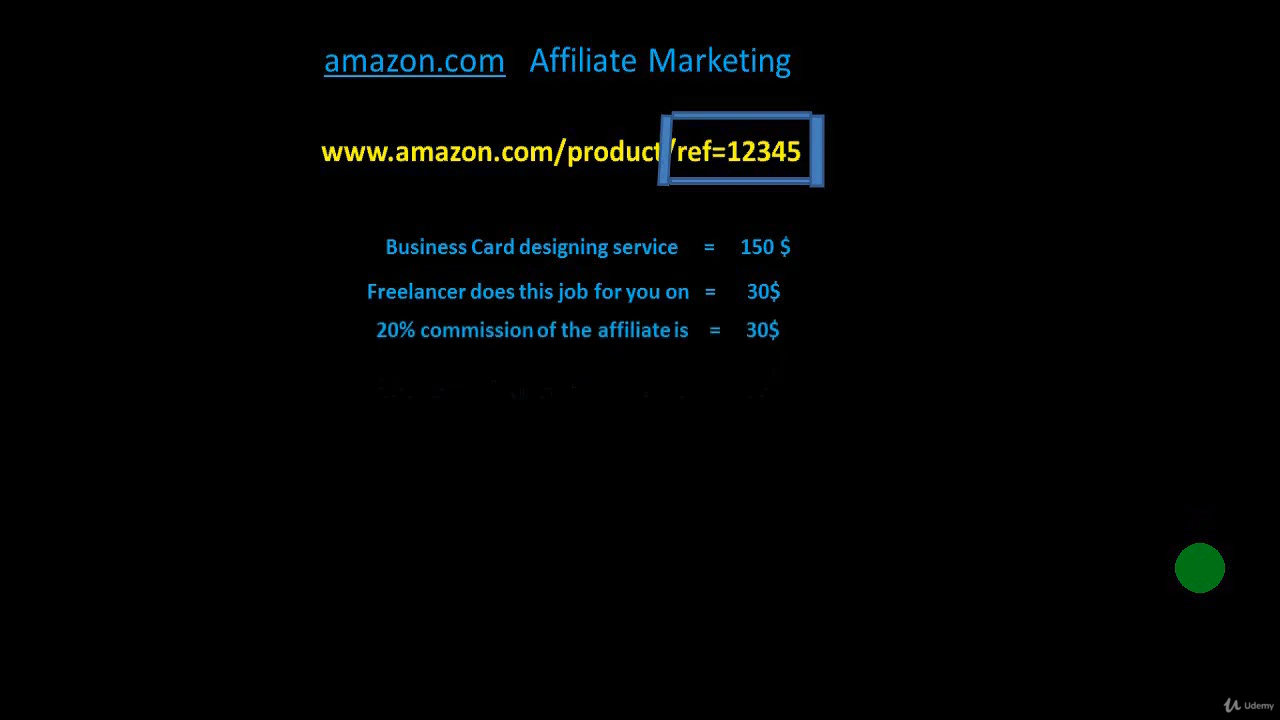 amazon.com Affiliate Marketing
www.amazon.com/product/ref=12345
Business Card designing service = 150 $
Freelancer does this job for you on = 30$
20% commission of the affiliate is = 30$
Udemy